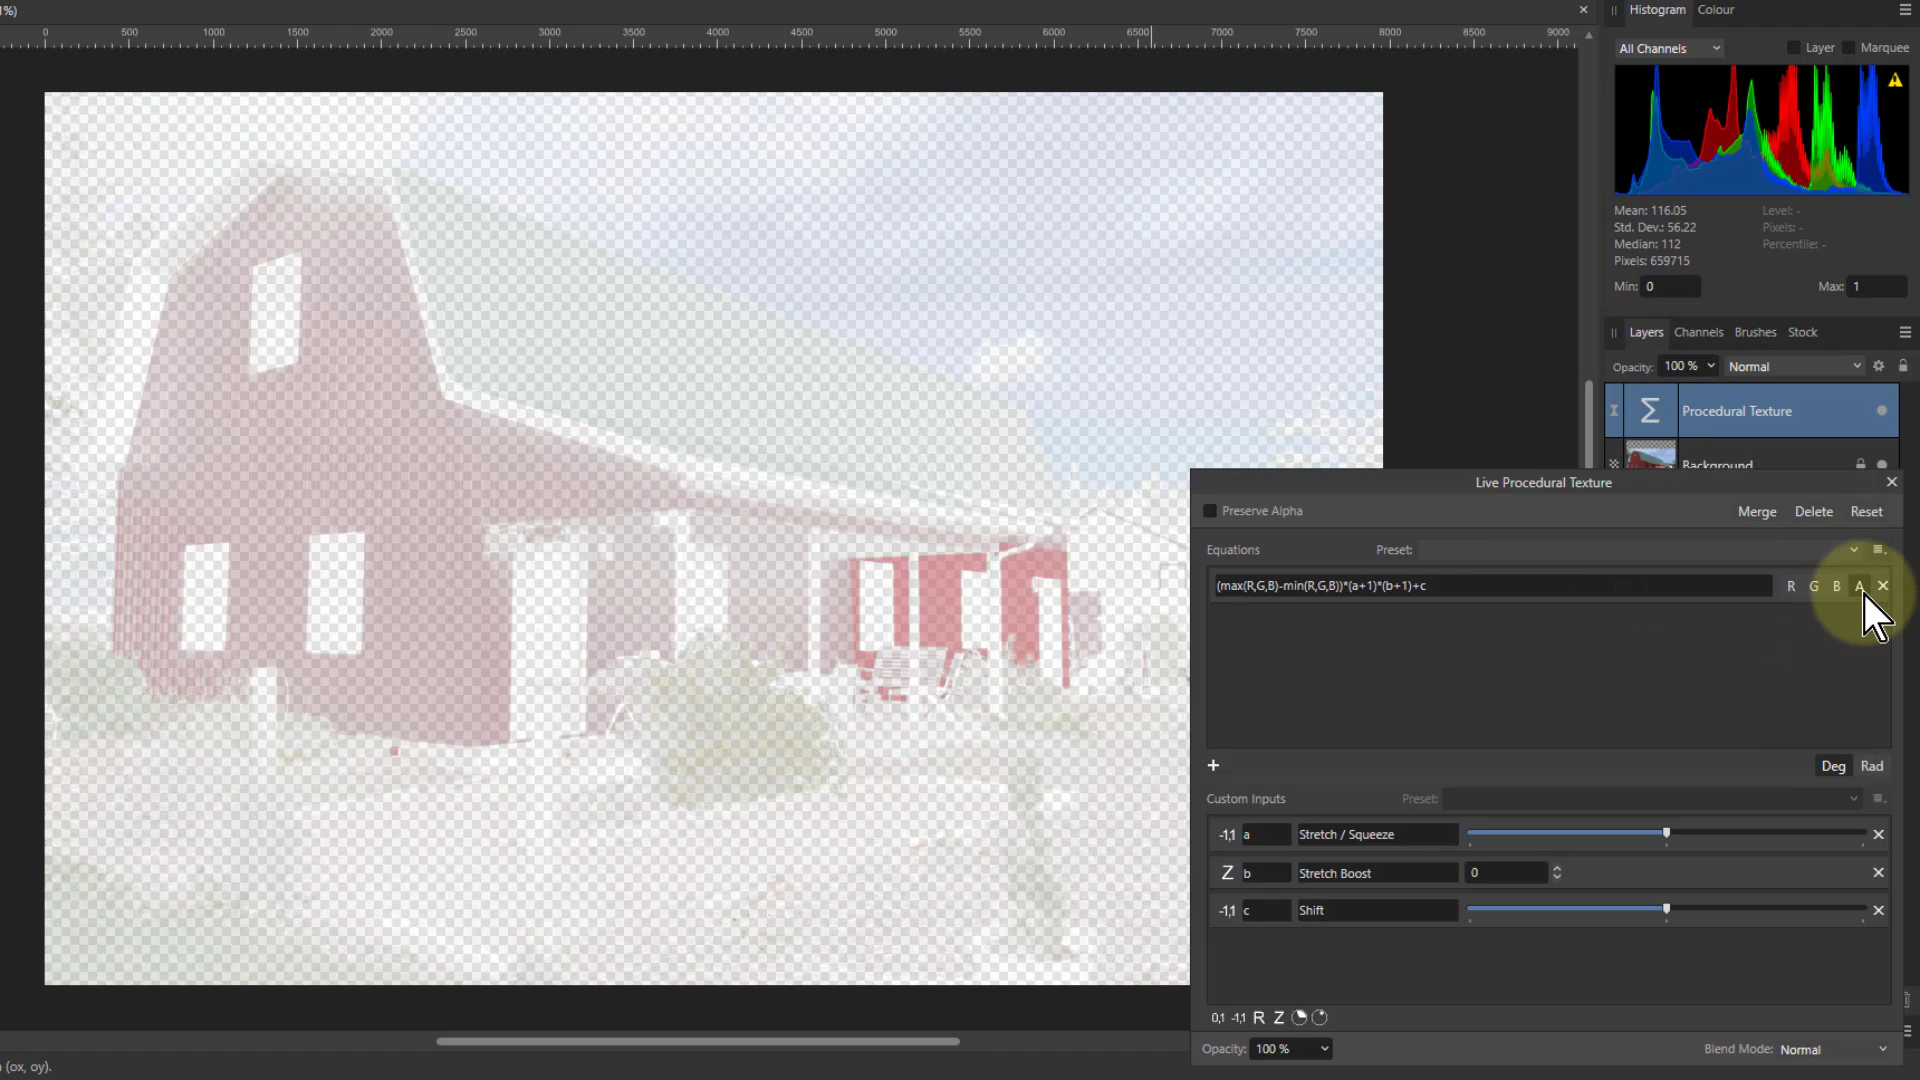 1%)
Histogram Colour
0 500 1000 1500 2000 2500 3000 3500 4000 4500 5000 5500 6000 6500 7000 7500 8000 8500 9000
All Channels Layer Marquee
Mean: 116.05 Level: -
Std. Dev.: 56.22 Pixels: -
Median: 112 Percentile: -
Pixels: 659715
Min: 0 Max: 1
Layers Channels Brushes Stock
Opacity: 100 % Normal
Procedural Texture
Background
Live Procedural Texture
Preserve Alpha Merge Delete Reset
Equations Preset:
(max(R,G,B)-min(R,G,B))*(a+1)*(b+1)+c R G B A
Deg Rad
Custom Inputs Preset:
-1,1 a Stretch / Squeeze
Z b Stretch Boost 0
-1,1 c Shift
0,1 -1,1 R Z
Opacity: 100 % Blend Mode: Normal
(ox, oy).